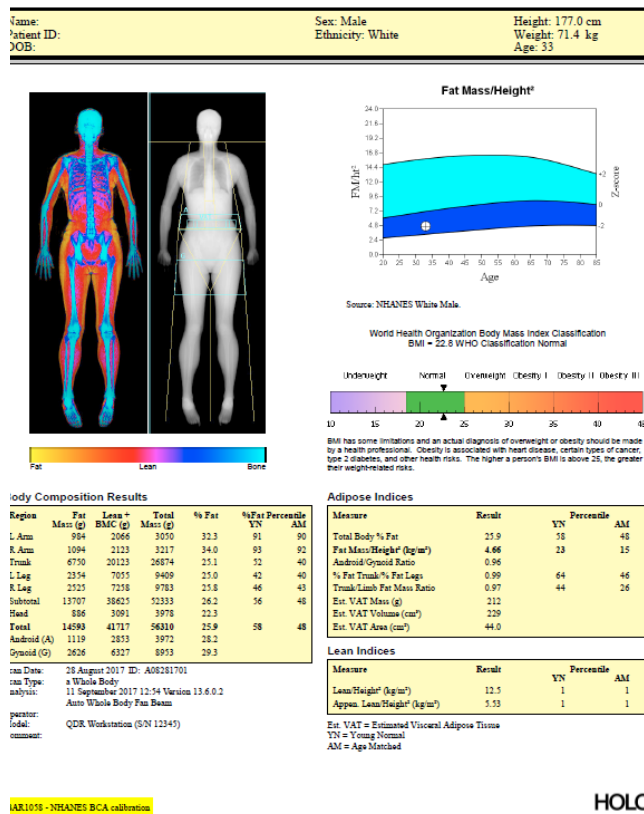 Name: Sex: Male Height: 177.0 cm
Patient ID: Ethnicity: White Weight: 71.4 kg
DOB: Age: 33
Fat Mass/Height²
24.0
21.6
19.2
16.8
14.4
12.0
9.6
7.2
4.8
2.4
0.0
FM/ht²
+2
0
-2
Z-score
20 25 30 35 40 45 50 55 60 65 70 75 80 85
Age
Source: NHANES White Male.
World Health Organization Body Mass Index Classification
BMI = 22.8 WHO Classification Normal
Underweight Normal Overweight Obesity I Obesity II Obesity III
10 15 20 25 30 35 40 45
BMI has some limitations and an actual diagnosis of overweight or obesity should be made
by a health professional. Obesity is associated with heart disease, certain types of cancer,
type 2 diabetes, and other health risks. The higher a person's BMI is above 25, the greater
their weight-related risks.
Fat Lean Bone
Body Composition Results
Region Fat Mass (g) Lean + BMC (g) Total Mass (g) % Fat %Fat Percentile YN AM
L Arm 984 2066 3050 32.3 91 90
R Arm 1094 2123 3217 34.0 93 92
Trunk 6750 20123 26874 25.1 52 40
L Leg 2354 7055 9409 25.0 42 40
R Leg 2525 7258 9783 25.8 46 43
Subtotal 13707 38625 52333 26.2 56 48
Head 886 3091 3978 22.3
Total 14593 41717 56310 25.9 58 48
Android (A) 1119 2853 3972 28.2
Gynoid (G) 2626 6327 8953 29.3
Scan Date: 28 August 2017 ID: A08281701
Scan Type: a Whole Body
Analysis: 11 September 2017 12:54 Version 13.6.0.2
Auto Whole Body Fan Beam
Operator:
Model: QDR Workstation (S/N 12345)
Comment:
Adipose Indices
Measure Result Percentile
YN AM
Total Body % Fat 25.9 58 48
Fat Mass/Height² (kg/m²) 4.66 23 15
Android/Gynoid Ratio 0.96
% Fat Trunk/% Fat Legs 0.99 64 46
Trunk/Limb Fat Mass Ratio 0.97 44 26
Est. VAT Mass (g) 212
Est. VAT Volume (cm³) 229
Est. VAT Area (cm²) 44.0
Lean Indices
Measure Result Percentile
YN AM
Lean/Height² (kg/m²) 12.5 1 1
Appen. Lean/Height² (kg/m²) 5.53 1 1
Est. VAT = Estimated Visceral Adipose Tissue
YN = Young Normal
AM = Age Matched
BAR1058 - NHANES BCA calibration
HOLO